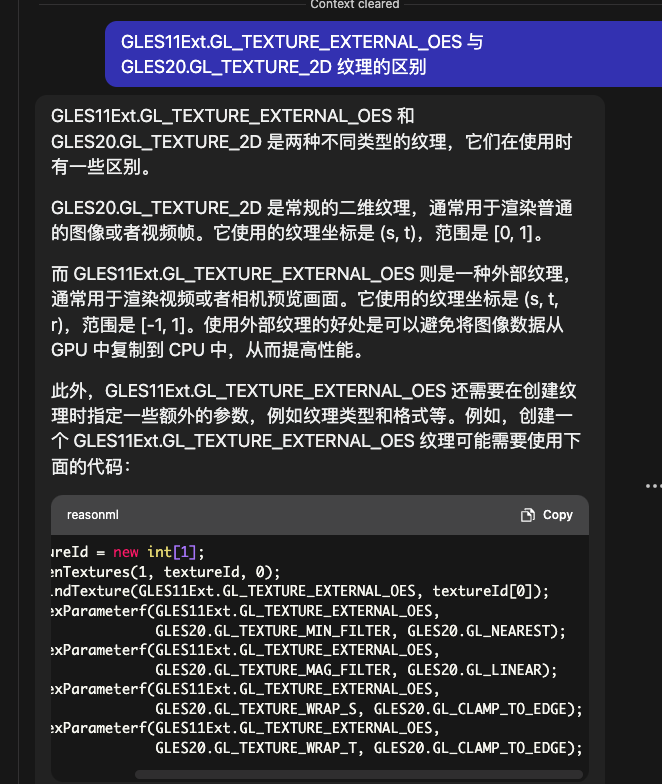 Context cleared
GLES11Ext.GL_TEXTURE_EXTERNAL_OES 与
GLES20.GL_TEXTURE_2D 纹理的区别
GLES11Ext.GL_TEXTURE_EXTERNAL_OES 和
GLES20.GL_TEXTURE_2D 是两种不同类型的纹理，它们在使用时
有一些区别。
GLES20.GL_TEXTURE_2D 是常规的二维纹理，通常用于渲染普通
的图像或者视频帧。它使用的纹理坐标是 (s, t)，范围是 [0, 1]。
而 GLES11Ext.GL_TEXTURE_EXTERNAL_OES 则是一种外部纹理，
通常用于渲染视频或者相机预览画面。它使用的纹理坐标是 (s, t,
r)，范围是 [-1, 1]。使用外部纹理的好处是可以避免将图像数据从
GPU 中复制到 CPU 中，从而提高性能。
此外，GLES11Ext.GL_TEXTURE_EXTERNAL_OES 还需要在创建纹
理时指定一些额外的参数，例如纹理类型和格式等。例如，创建一
个 GLES11Ext.GL_TEXTURE_EXTERNAL_OES 纹理可能需要使用下
面的代码：
reasonml
Copy
ureId = new int[1];
enTextures(1, textureId, 0);
indTexture(GLES11Ext.GL_TEXTURE_EXTERNAL_OES, textureId[0]);
exParameterf(GLES11Ext.GL_TEXTURE_EXTERNAL_OES,
GLES20.GL_TEXTURE_MIN_FILTER, GLES20.GL_NEAREST);
exParameterf(GLES11Ext.GL_TEXTURE_EXTERNAL_OES,
GLES20.GL_TEXTURE_MAG_FILTER, GLES20.GL_LINEAR);
exParameterf(GLES11Ext.GL_TEXTURE_EXTERNAL_OES,
GLES20.GL_TEXTURE_WRAP_S, GLES20.GL_CLAMP_TO_EDGE);
exParameterf(GLES11Ext.GL_TEXTURE_EXTERNAL_OES,
GLES20.GL_TEXTURE_WRAP_T, GLES20.GL_CLAMP_TO_EDGE);